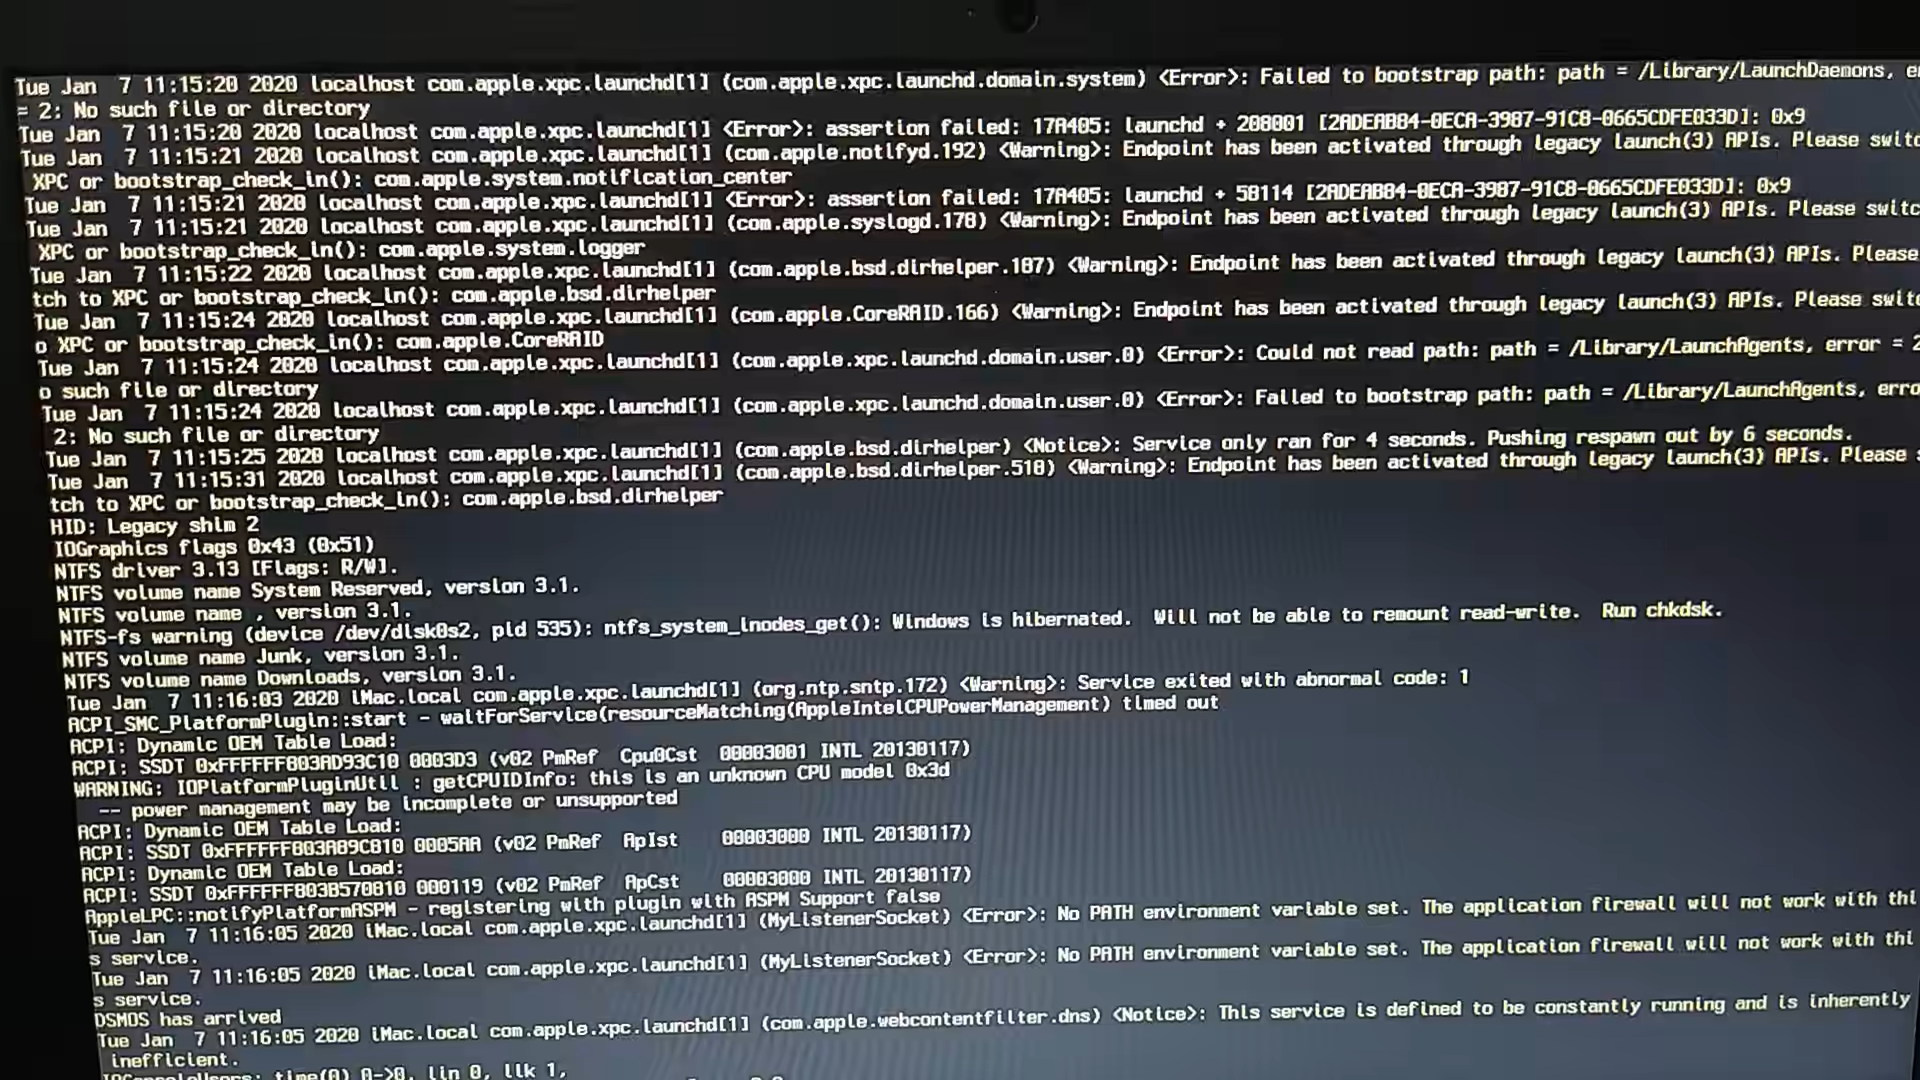 Tue Jan  7 11:15:20 2020 localhost com.apple.xpc.launchd[1] (com.apple.xpc.launchd.domain.system) <Error>: Failed to bootstrap path: path = /Library/LaunchDaemons,
= 2: No such file or directory
Tue Jan  7 11:15:20 2020 localhost com.apple.xpc.launchd[1] <Error>: assertion failed: 17A405: launchd + 208001 [2ADEAB84-0ECA-3987-91C8-0665CDFE033D]: 0x9
Tue Jan  7 11:15:21 2020 localhost com.apple.xpc.launchd[1] (com.apple.notifyd.192) <Warning>: Endpoint has been activated through legacy launch(3) APIs. Please switc
XPC or bootstrap_check_in(): com.apple.system.notification_center
Tue Jan  7 11:15:21 2020 localhost com.apple.xpc.launchd[1] <Error>: assertion failed: 17A405: launchd + 58114 [2ADEAB84-0ECA-3987-91C8-0665CDFE033D]: 0x9
Tue Jan  7 11:15:21 2020 localhost com.apple.xpc.launchd[1] (com.apple.syslogd.178) <Warning>: Endpoint has been activated through legacy launch(3) APIs. Please switc
XPC or bootstrap_check_in(): com.apple.system.logger
Tue Jan  7 11:15:22 2020 localhost com.apple.xpc.launchd[1] (com.apple.bsd.dirhelper.187) <Warning>: Endpoint has been activated through legacy launch(3) APIs. Please
tch to XPC or bootstrap_check_in(): com.apple.bsd.dirhelper
Tue Jan  7 11:15:24 2020 localhost com.apple.xpc.launchd[1] (com.apple.CoreRAID.166) <Warning>: Endpoint has been activated through legacy launch(3) APIs. Please switc
o XPC or bootstrap_check_in(): com.apple.CoreRAID
Tue Jan  7 11:15:24 2020 localhost com.apple.xpc.launchd[1] (com.apple.xpc.launchd.domain.user.0) <Error>: Could not read path: path = /Library/LaunchAgents, error = 2
o such file or directory
Tue Jan  7 11:15:24 2020 localhost com.apple.xpc.launchd[1] (com.apple.xpc.launchd.domain.user.0) <Error>: Failed to bootstrap path: path = /Library/LaunchAgents, erro
2: No such file or directory
Tue Jan  7 11:15:25 2020 localhost com.apple.xpc.launchd[1] (com.apple.bsd.dirhelper) <Notice>: Service only ran for 4 seconds. Pushing respawn out by 6 seconds.
Tue Jan  7 11:15:31 2020 localhost com.apple.xpc.launchd[1] (com.apple.bsd.dirhelper.510) <Warning>: Endpoint has been activated through legacy launch(3) APIs. Please s
tch to XPC or bootstrap_check_in(): com.apple.bsd.dirhelper
HID: Legacy shim 2
IOGraphics flags 0x43 (0x51)
NTFS driver 3.13 [Flags: R/W].
NTFS volume name System Reserved, version 3.1.
NTFS volume name , version 3.1.
NTFS-fs warning (device /dev/disk0s2, pid 535): ntfs_system_inodes_get(): Windows is hibernated.  Will not be able to remount read-write.  Run chkdsk.
NTFS volume name Junk, version 3.1.
NTFS volume name Downloads, version 3.1.
Tue Jan  7 11:16:03 2020 iMac.local com.apple.xpc.launchd[1] (org.ntp.sntp.172) <Warning>: Service exited with abnormal code: 1
ACPI_SMC_PlatformPlugin::start - waitForService(resourceMatching(AppleIntelCPUPowerManagement) timed out
ACPI: Dynamic OEM Table Load:
ACPI: SSDT 0xFFFFFF803AD93C10 0003D3 (v02 PmRef  Cpu0Cst  00003001 INTL 20130117)
WARNING: IOPlatformPluginUtil : getCPUIDInfo: this is an unknown CPU model 0x3d
-- power management may be incomplete or unsupported
ACPI: Dynamic OEM Table Load:
ACPI: SSDT 0xFFFFFF803A89C810 0005AA (v02 PmRef  ApIst    00003000 INTL 20130117)
ACPI: Dynamic OEM Table Load:
ACPI: SSDT 0xFFFFFF803B570810 000119 (v02 PmRef  ApCst    00003000 INTL 20130117)
AppleLPC::notifyPlatformASPM - registering with plugin with ASPM Support false
Tue Jan  7 11:16:05 2020 iMac.local com.apple.xpc.launchd[1] (MyListenerSocket) <Error>: No PATH environment variable set. The application firewall will not work with thi
s service.
Tue Jan  7 11:16:05 2020 iMac.local com.apple.xpc.launchd[1] (MyListenerSocket) <Error>: No PATH environment variable set. The application firewall will not work with thi
s service.
DSMOS has arrived
Tue Jan  7 11:16:05 2020 iMac.local com.apple.xpc.launchd[1] (com.apple.webcontentfilter.dns) <Notice>: This service is defined to be constantly running and is inherently
inefficient.
IOConsoleUsers: time(0) 0->0, lin 0, llk 1,